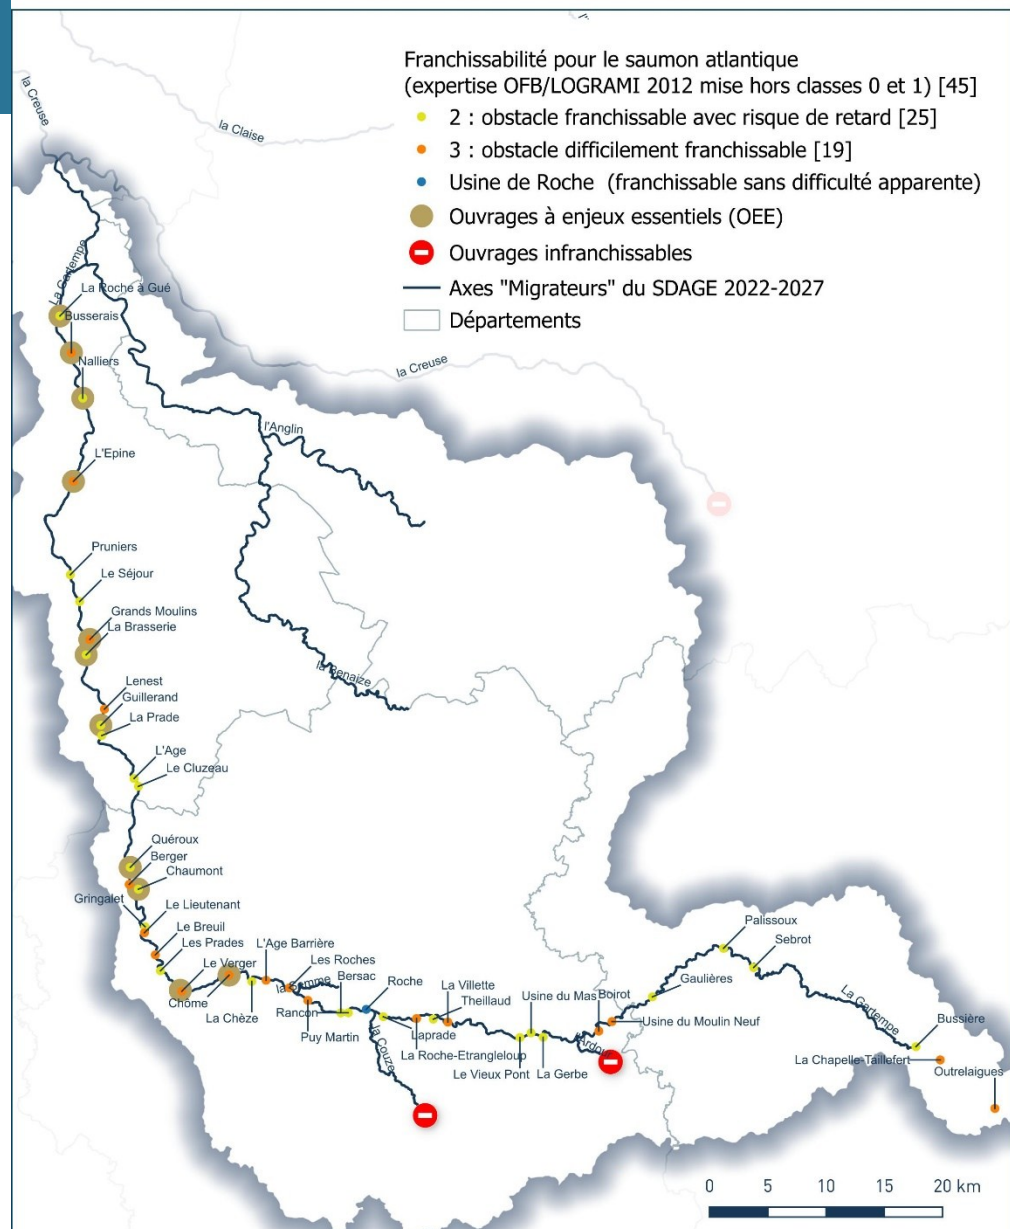 la Creuse
la Claise
Franchissabilité pour le saumon atlantique
(expertise OFB/LOGRAMI 2012 mise hors classes 0 et 1) [45]
2 : obstacle franchissable avec risque de retard [25]
3 : obstacle difficilement franchissable [19]
Usine de Roche (franchissable sans difficulté apparente)
Ouvrages à enjeux essentiels (OEE)
Ouvrages infranchissables
Axes "Migrateurs" du SDAGE 2022-2027
Départements
La Gartempe
La Roche à Gué
Busserais
Nalliers
la Creuse
l'Anglin
L'Epine
Pruniers
Le Séjour
Grands Moulins
La Brasserie
la Benaize
Lenest
Guillerand
La Prade
L'Age
Le Cluzeau
Quéroux
Berger
Chaumont
Gringalet
Le Lieutenant
Le Breuil
Les Prades
Le Verger
Chôme
La Chèze
L'Age Barrière
Les Roches
la Semme
Bersac
Rancon
Puy Martin
Roche
la Couze
Laprade
La Villette
Theillaud
La Roche-Etrangleloup
Usine du Mas
Boirot
Le Vieux Pont
La Gerbe
Ardour
Usine du Moulin Neuf
Gaulières
Palissoux
Sebrot
La Gartempe
Bussière
La Chapelle-Taillefert
Outrelaigues
0 5 10 15 20 km